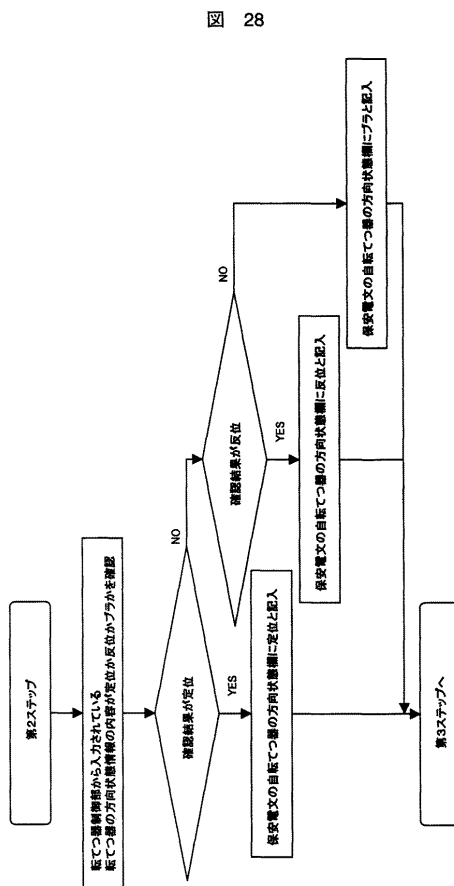 図 28
第2ステップ
転てつ器制御部から入力されている
転てつ器の方向状態情報の内容が定位か反位かブラかを確認
確認結果が定位
NO
YES
保安電文の自転てつ器の方向状態欄に定位と記入
確認結果が反位
NO
YES
保安電文の自転てつ器の方向状態欄に反位と記入
保安電文の自転てつ器の方向状態欄にブラと記入
第3ステップへ